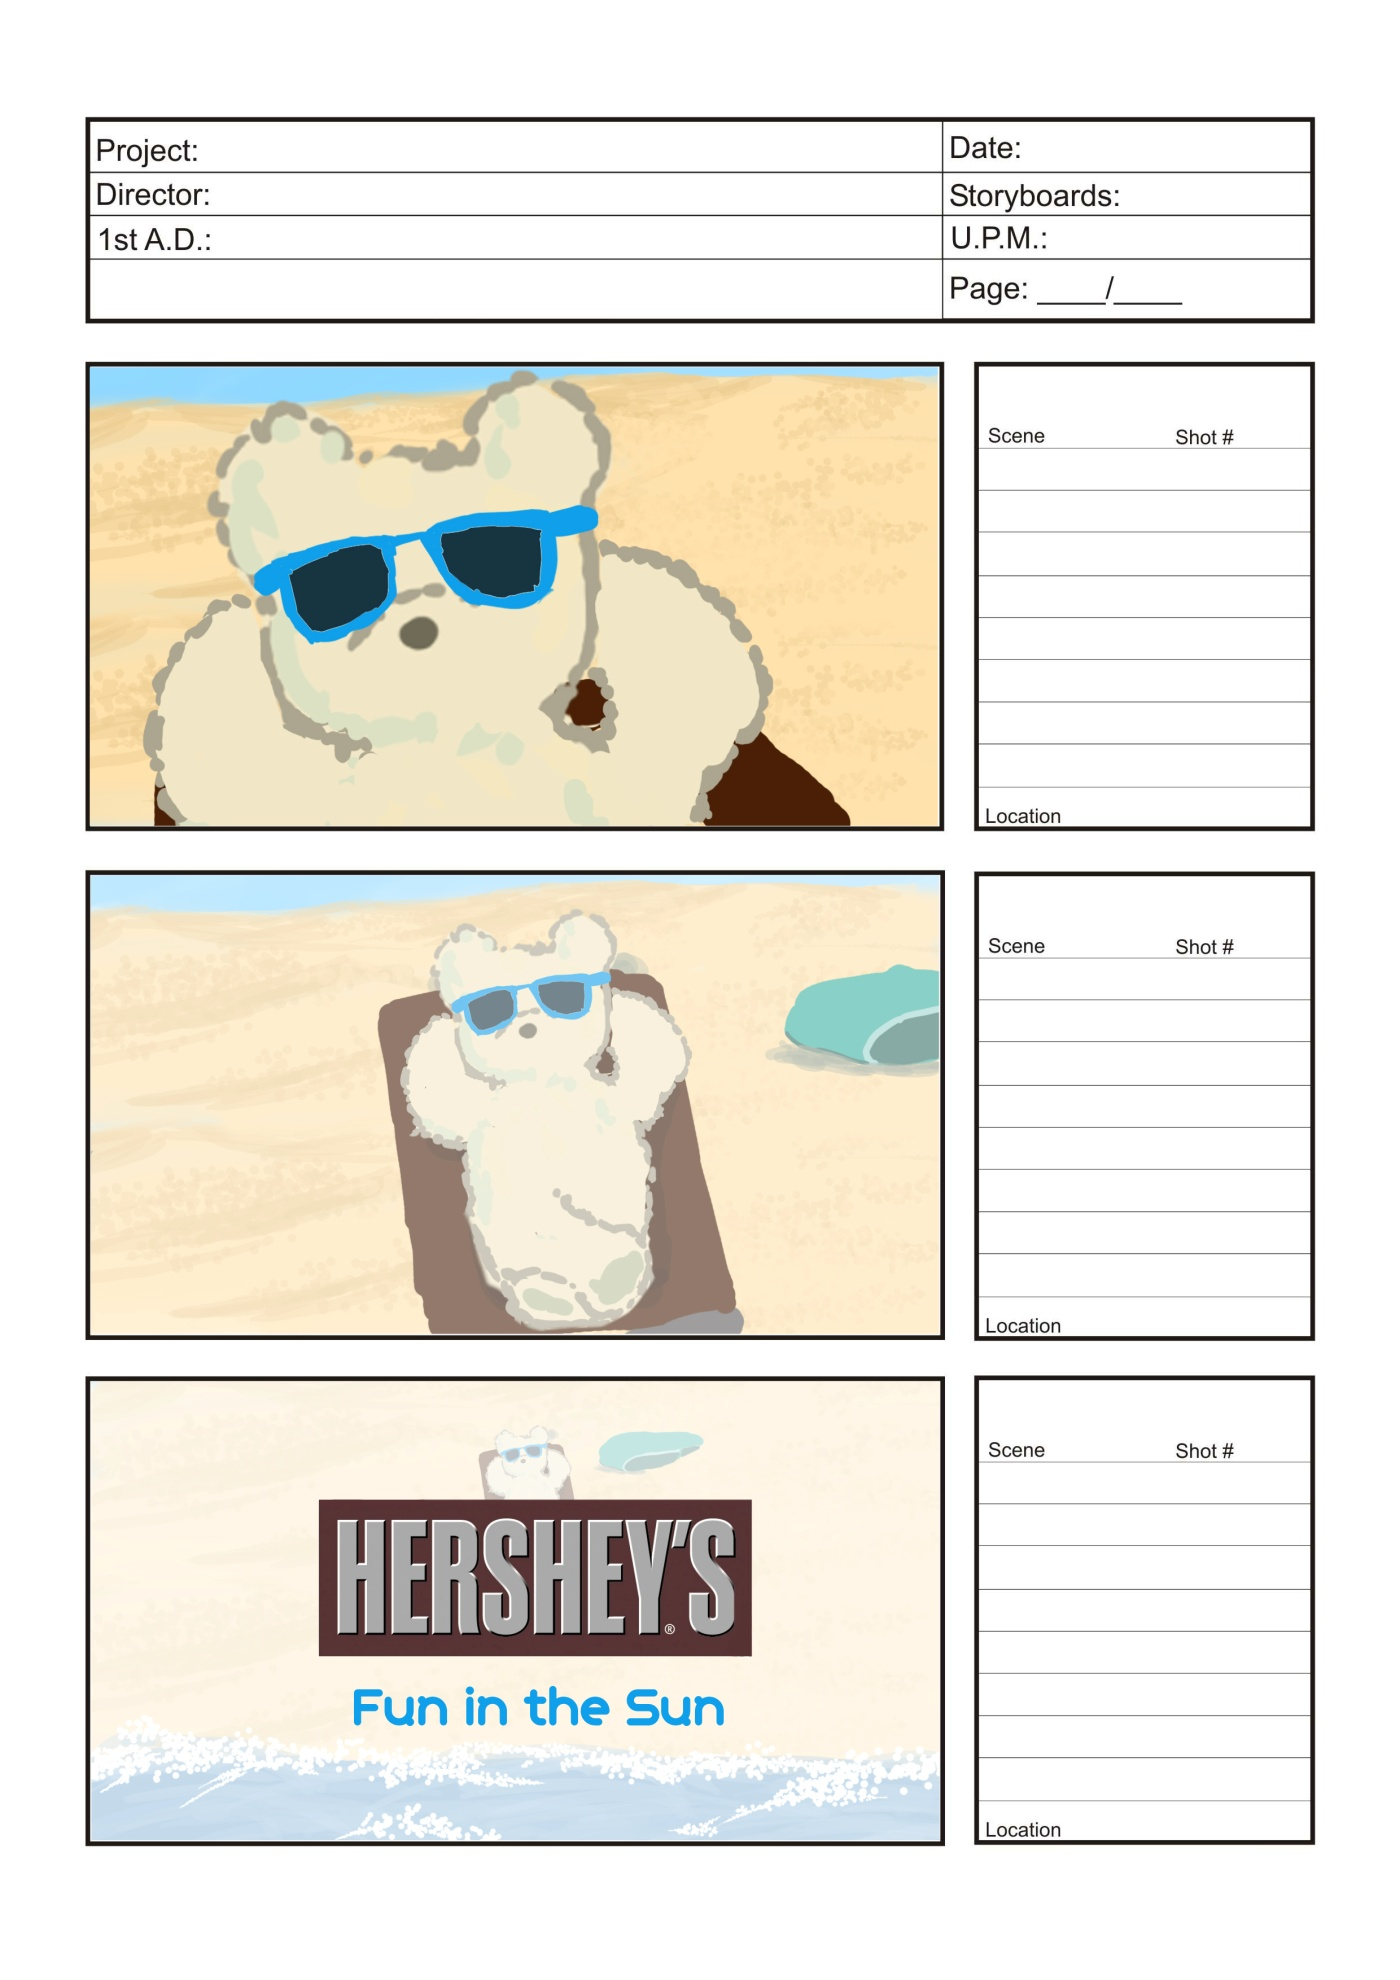 Project:
Date:
Director:
Storyboards:
1st A.D.:
U.P.M.:
Page: ____/____
Scene Shot #
Location
Scene Shot #
Location
HERSHEY'S®
Fun in the Sun
Scene Shot #
Location